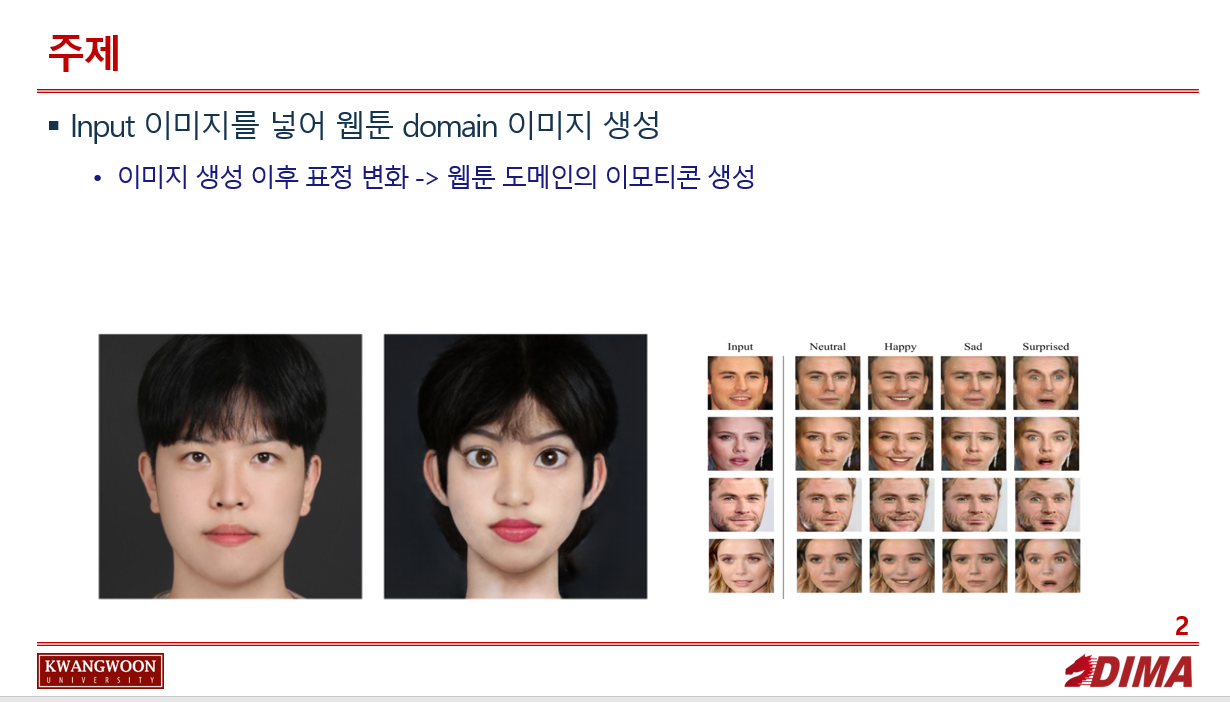 주제
▪ Input 이미지를 넣어 웹툰 domain 이미지 생성
• 이미지 생성 이후 표정 변화 -> 웹툰 도메인의 이모티콘 생성
Input Neutral Happy Sad Surprised
2
KWANGWOON
UNIVERSITY
DIMA